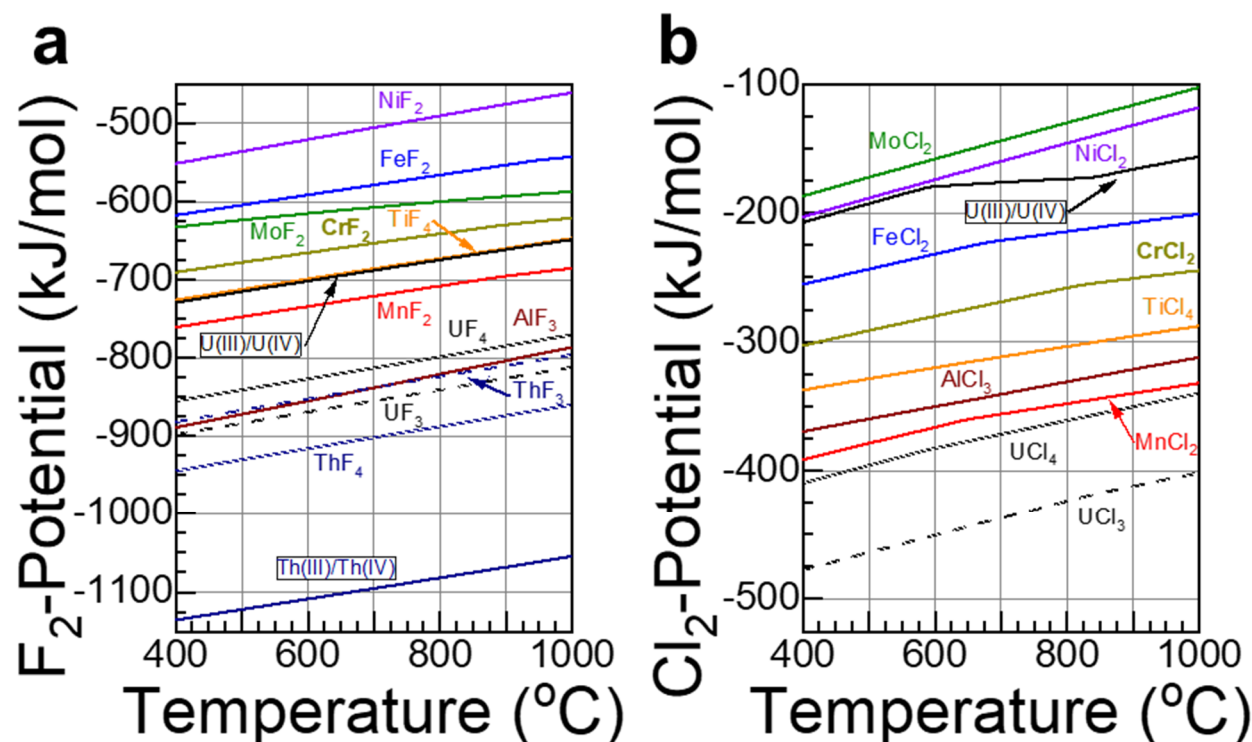 a
F₂-Potential (kJ/mol)
-500
-600
-700
-800
-900
-1000
-1100
NiF₂
FeF₂
MoF₂
CrF₂
TiF₄
MnF₂
U(III)/U(IV)
UF₄
AlF₃
ThF₃
UF₃
ThF₄
Th(III)/Th(IV)
400
600
800
1000
Temperature (ºC)
b
Cl₂-Potential (kJ/mol)
-100
-200
-300
-400
-500
MoCl₂
NiCl₂
U(III)/U(IV)
FeCl₂
CrCl₂
TiCl₄
AlCl₃
MnCl₂
UCl₄
UCl₃
400
600
800
1000
Temperature (ºC)